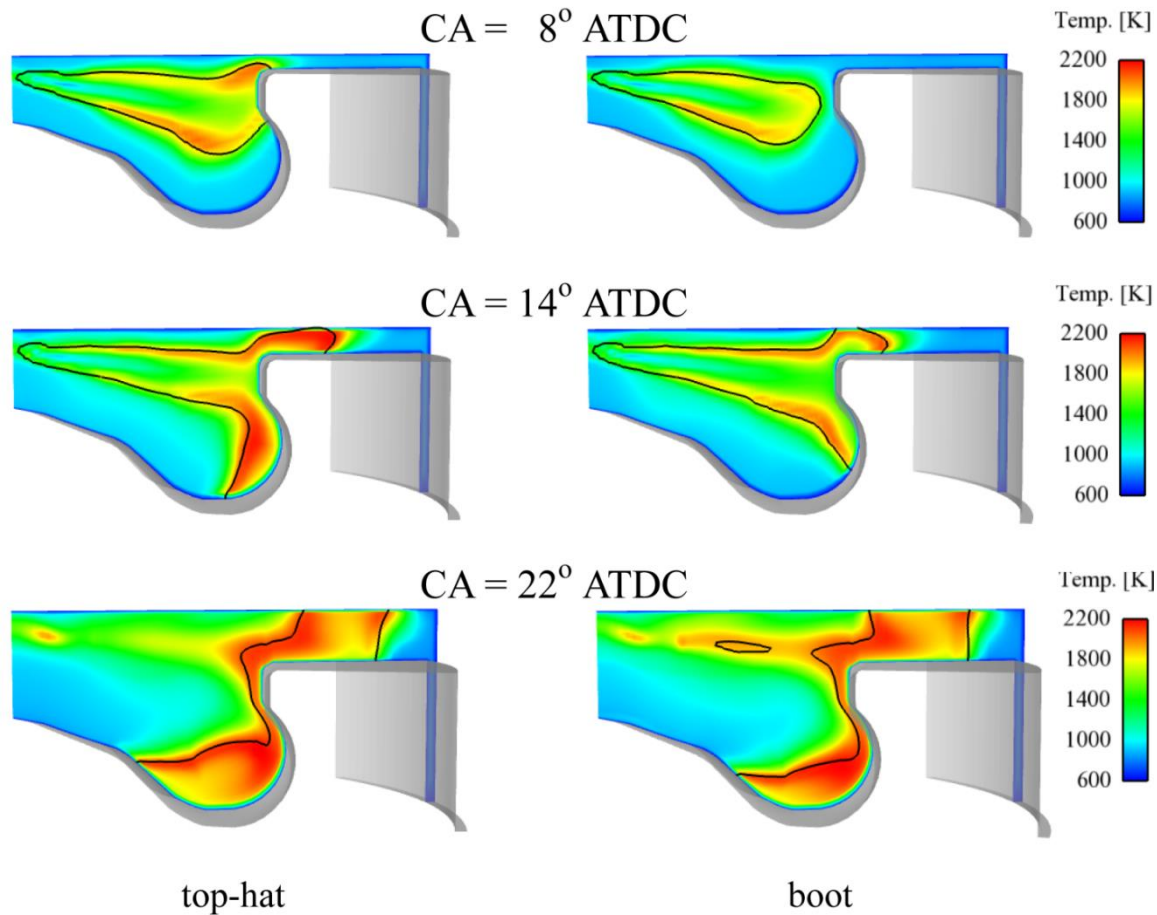 CA = 8° ATDC
Temp. [K]
2200
1800
1400
1000
600
CA = 14° ATDC
Temp. [K]
2200
1800
1400
1000
600
CA = 22° ATDC
Temp. [K]
2200
1800
1400
1000
600
top-hat
boot